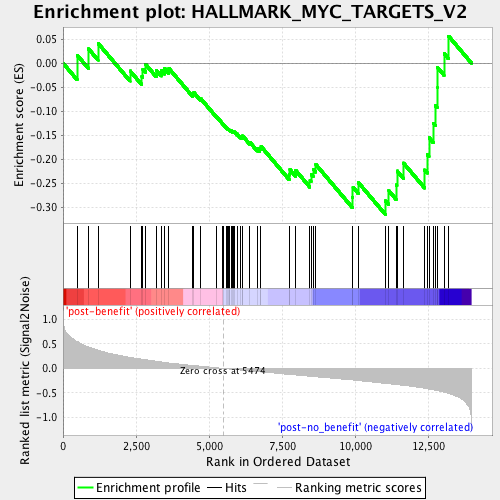 Enrichment plot: HALLMARK_MYC_TARGETS_V2
Enrichment score (ES)
0.05
0.00
-0.05
-0.10
-0.15
-0.20
-0.25
-0.30
'post-benefit' (positively correlated)
Ranked list metric (Signal2Noise)
1.0
0.5
0.0
-0.5
-1.0
Zero cross at 5474
'post-no_benefit' (negatively correlated)
0 2,500 5,000 7,500 10,000 12,500
Rank in Ordered Dataset
Enrichment profile Hits Ranking metric scores